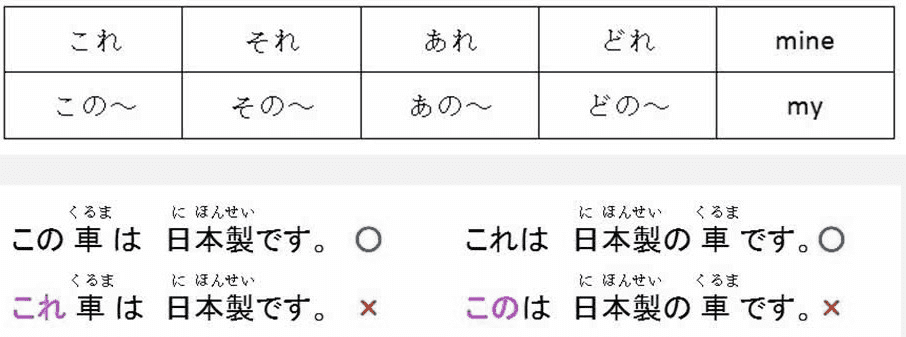 これ それ あれ どれ mine
この～ その～ あの～ どの～ my
くるま に ほんせい に ほんせい くるま
この 車 は 日本製です。 ○ これは 日本製の 車 です。○
くるま に ほんせい に ほんせい くるま
これ 車 は 日本製です。 × このは 日本製の 車 です。×